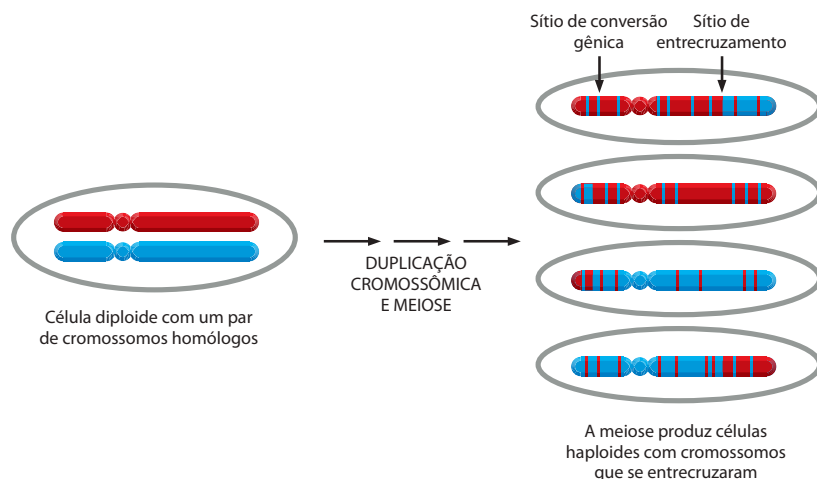 Sítio de conversão
gênica
Sítio de
entrecruzamento
DUPLICAÇÃO
CROMOSSÔMICA
E MEIOSE
Célula diploide com um par
de cromossomos homólogos
A meiose produz células
haploides com cromossomos
que se entrecruzaram